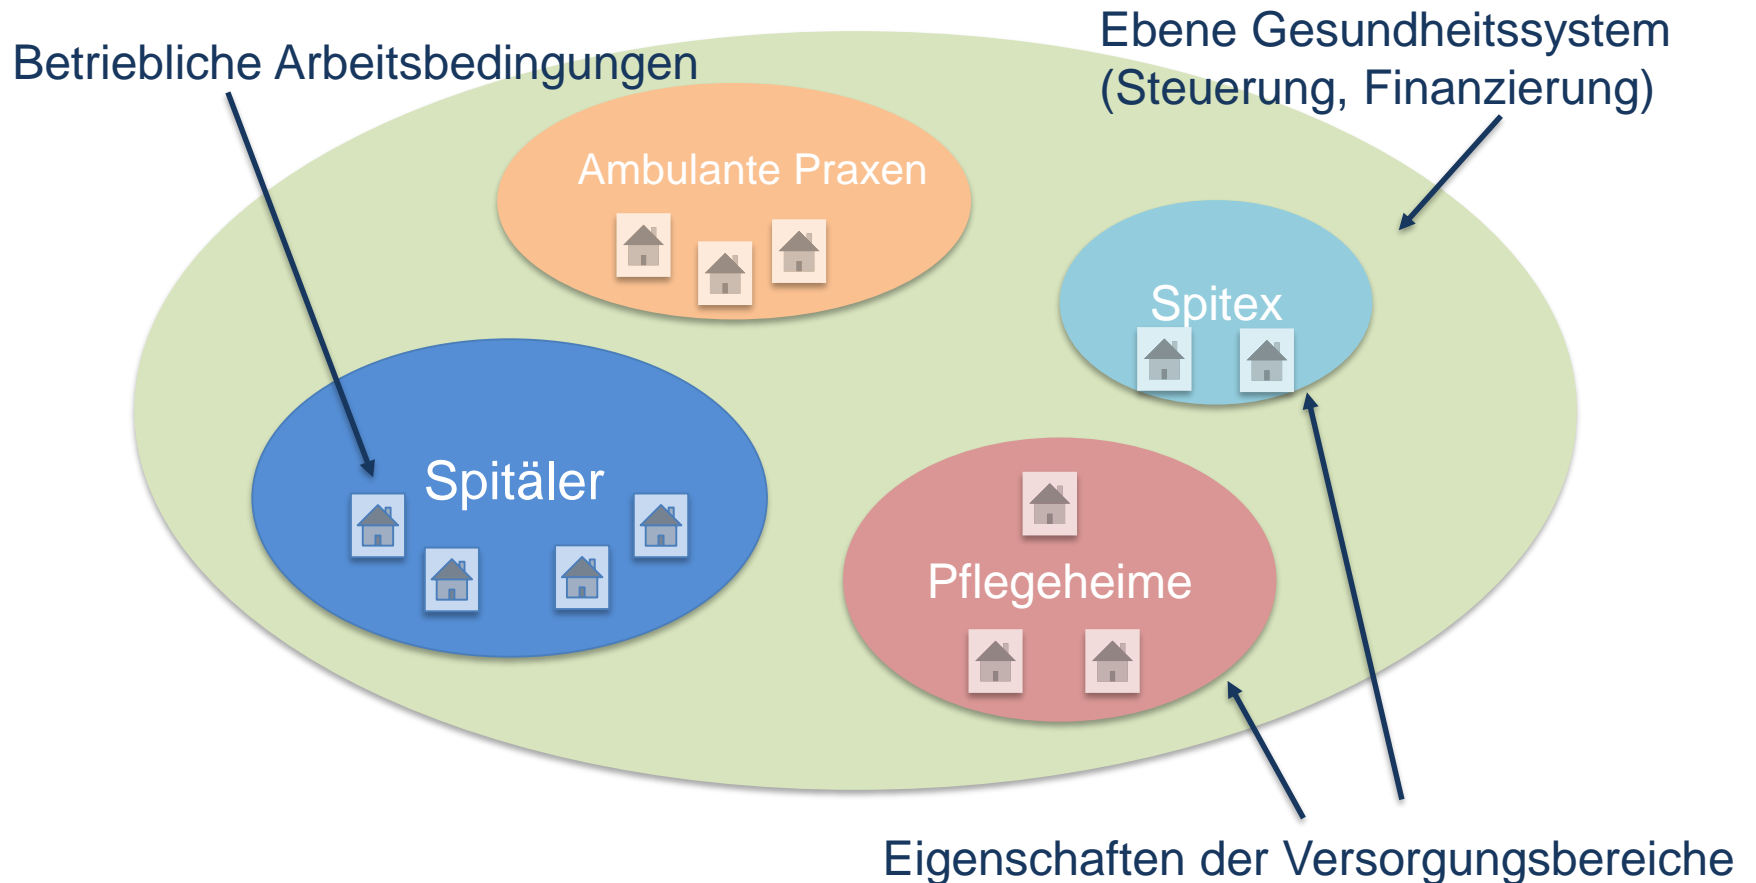 Ebene Gesundheitssystem
(Steuerung, Finanzierung)
Betriebliche Arbeitsbedingungen
Ambulante Praxen
Spitex
Spitäler
Pflegeheime
Eigenschaften der Versorgungsbereiche